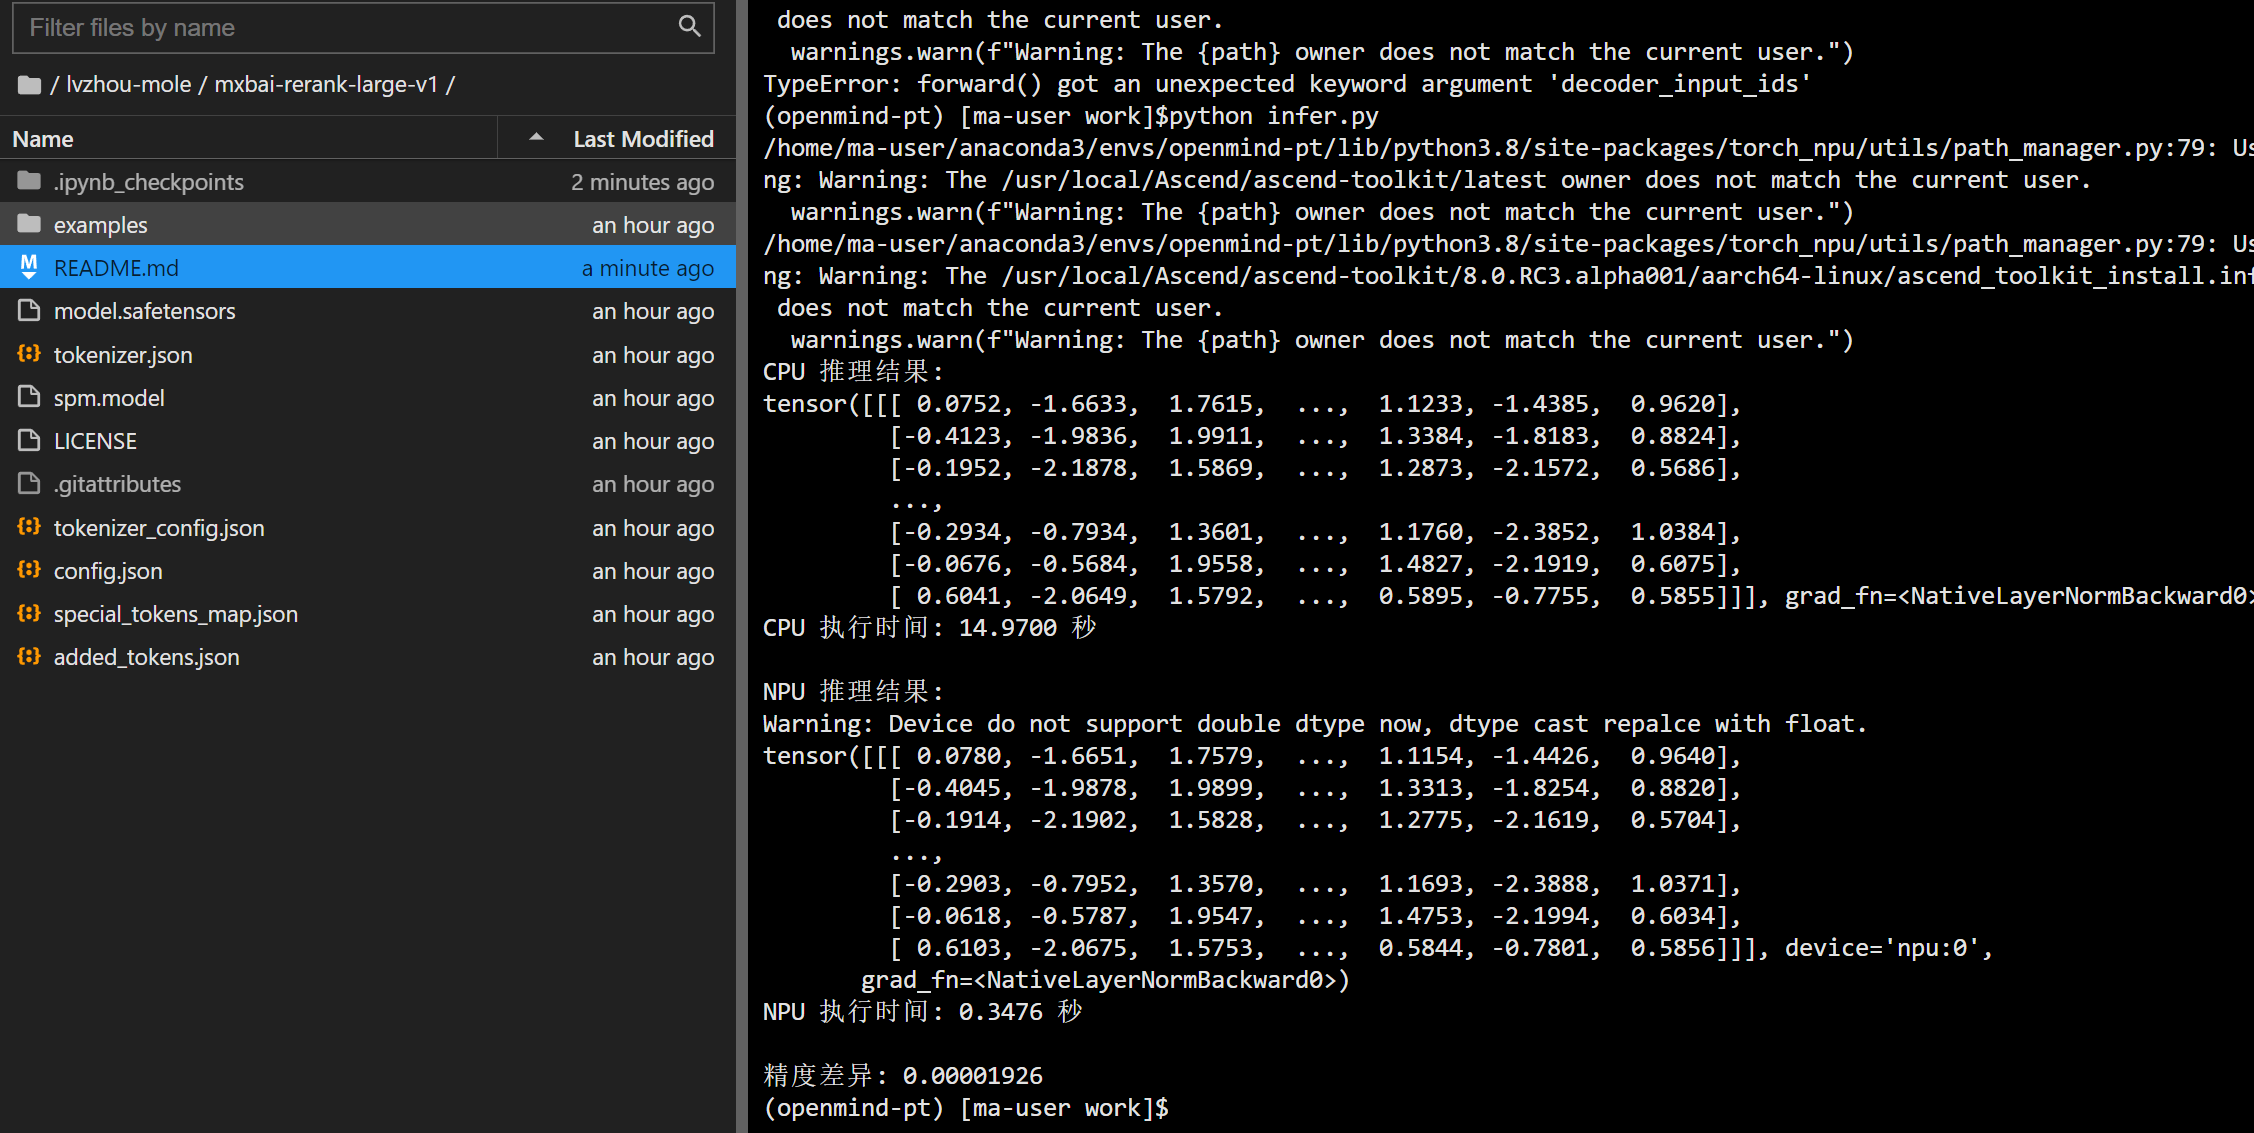 Filter files by name
/ lvzhou-mole / mxbai-rerank-large-v1 /
Name Last Modified
.ipynb_checkpoints 2 minutes ago
examples an hour ago
README.md a minute ago
model.safetensors an hour ago
tokenizer.json an hour ago
spm.model an hour ago
LICENSE an hour ago
.gitattributes an hour ago
tokenizer_config.json an hour ago
config.json an hour ago
special_tokens_map.json an hour ago
added_tokens.json an hour ago
does not match the current user.
warnings.warn(f"Warning: The {path} owner does not match the current user.")
TypeError: forward() got an unexpected keyword argument 'decoder_input_ids'
(openmind-pt) [ma-user work]$python infer.py
/home/ma-user/anaconda3/envs/openmind-pt/lib/python3.8/site-packages/torch_npu/utils/path_manager.py:79: Us
ng: Warning: The /usr/local/Ascend/ascend-toolkit/latest owner does not match the current user.
warnings.warn(f"Warning: The {path} owner does not match the current user.")
/home/ma-user/anaconda3/envs/openmind-pt/lib/python3.8/site-packages/torch_npu/utils/path_manager.py:79: Us
ng: Warning: The /usr/local/Ascend/ascend-toolkit/8.0.RC3.alpha001/aarch64-linux/ascend_toolkit_install.inf
does not match the current user.
warnings.warn(f"Warning: The {path} owner does not match the current user.")
CPU 推理结果:
tensor([[[ 0.0752, -1.6633, 1.7615, ..., 1.1233, -1.4385, 0.9620],
[-0.4123, -1.9836, 1.9911, ..., 1.3384, -1.8183, 0.8824],
[-0.1952, -2.1878, 1.5869, ..., 1.2873, -2.1572, 0.5686],
...,
[-0.2934, -0.7934, 1.3601, ..., 1.1760, -2.3852, 1.0384],
[-0.0676, -0.5684, 1.9558, ..., 1.4827, -2.1919, 0.6075],
[ 0.6041, -2.0649, 1.5792, ..., 0.5895, -0.7755, 0.5855]]], grad_fn=<NativeLayerNormBackward0>
CPU 执行时间: 14.9700 秒
NPU 推理结果:
Warning: Device do not support double dtype now, dtype cast repalce with float.
tensor([[[ 0.0780, -1.6651, 1.7579, ..., 1.1154, -1.4426, 0.9640],
[-0.4045, -1.9878, 1.9899, ..., 1.3313, -1.8254, 0.8820],
[-0.1914, -2.1902, 1.5828, ..., 1.2775, -2.1619, 0.5704],
...,
[-0.2903, -0.7952, 1.3570, ..., 1.1693, -2.3888, 1.0371],
[-0.0618, -0.5787, 1.9547, ..., 1.4753, -2.1994, 0.6034],
[ 0.6103, -2.0675, 1.5753, ..., 0.5844, -0.7801, 0.5856]]], device='npu:0',
grad_fn=<NativeLayerNormBackward0>)
NPU 执行时间: 0.3476 秒
精度差异: 0.00001926
(openmind-pt) [ma-user work]$